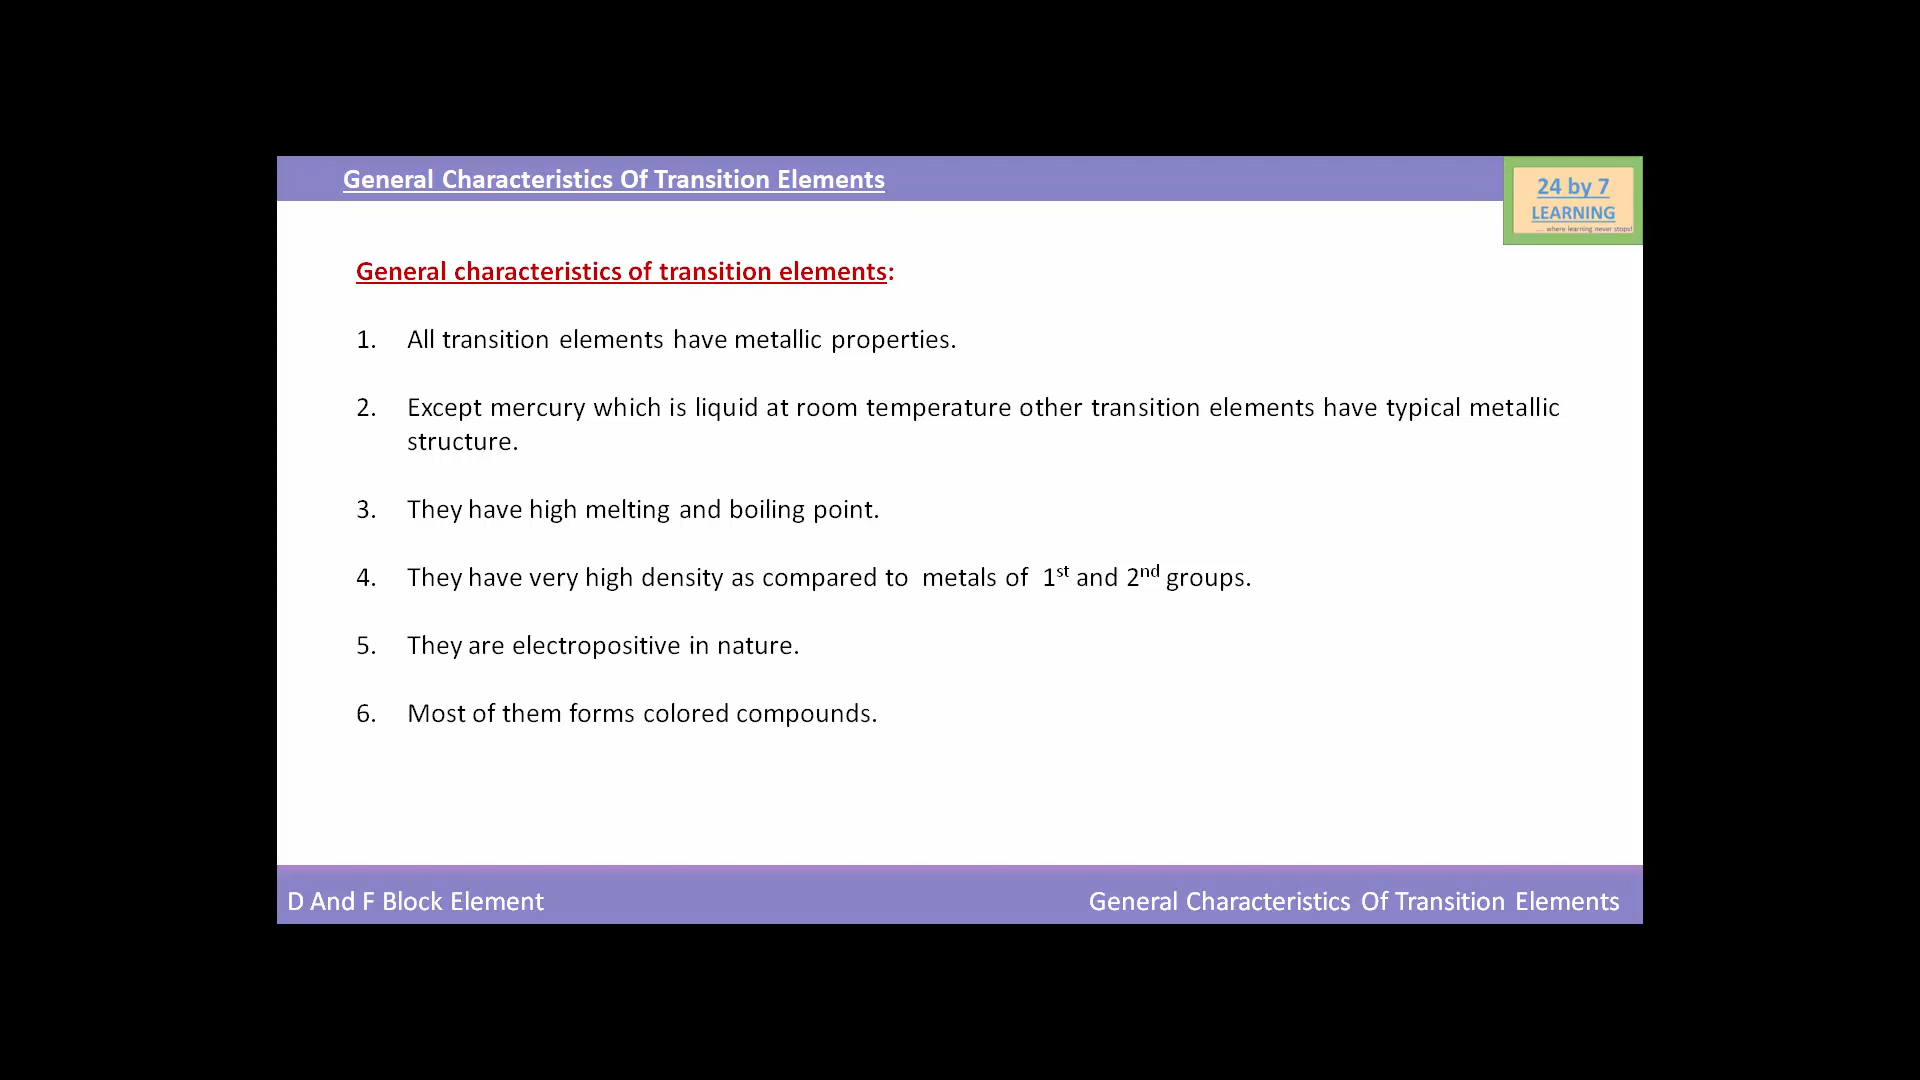 General Characteristics Of Transition Elements
24 by 7
LEARNING
.... where learning never stops!
General characteristics of transition elements:
1. All transition elements have metallic properties.
2. Except mercury which is liquid at room temperature other transition elements have typical metallic
structure.
3. They have high melting and boiling point.
4. They have very high density as compared to metals of 1st and 2nd groups.
5. They are electropositive in nature.
6. Most of them forms colored compounds.
D And F Block Element
General Characteristics Of Transition Elements